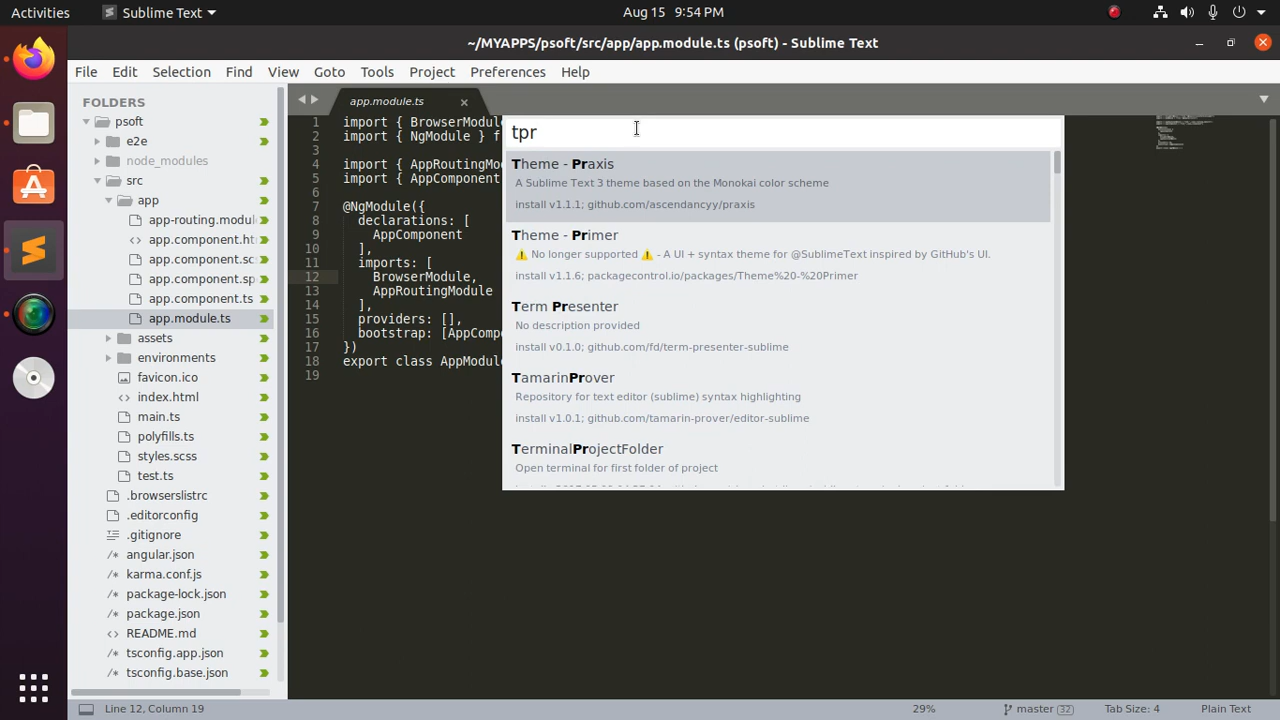 Activities
Sublime Text
Aug 15 9:54 PM
~/MYAPPS/psoft/src/app/app.module.ts (psoft) - Sublime Text
File Edit Selection Find View Goto Tools Project Preferences Help
FOLDERS
psoft
e2e
node_modules
src
app
app-routing.modul
app.component.ht
app.component.sc
app.component.sp
app.component.ts
app.module.ts
assets
environments
favicon.ico
index.html
main.ts
polyfills.ts
styles.scss
test.ts
.browserslistrc
.editorconfig
.gitignore
angular.json
karma.conf.js
package-lock.json
package.json
README.md
tsconfig.app.json
tsconfig.base.json
app.module.ts
1 import { BrowserModule
2 import { NgModule } f
3
4 import { AppRoutingMo
5 import { AppComponent
6
7 @NgModule({
8 declarations: [
9 AppComponent
10 ],
11 imports: [
12 BrowserModule,
13 AppRoutingModule
14 ],
15 providers: [],
16 bootstrap: [AppCompo
17 })
18 export class AppModule
19
tpr
Theme - Praxis
A Sublime Text 3 theme based on the Monokai color scheme
install v1.1.1; github.com/ascendancyy/praxis
Theme - Primer
⚠️ No longer supported ⚠️ - A UI + syntax theme for @SublimeText inspired by GitHub's UI.
install v1.1.6; packagecontrol.io/packages/Theme%20-%20Primer
Term Presenter
No description provided
install v0.1.0; github.com/fd/term-presenter-sublime
TamarinProver
Repository for text editor (sublime) syntax highlighting
install v1.0.1; github.com/tamarin-prover/editor-sublime
TerminalProjectFolder
Open terminal for first folder of project
Line 12, Column 19
29%
master 32
Tab Size: 4
Plain Text